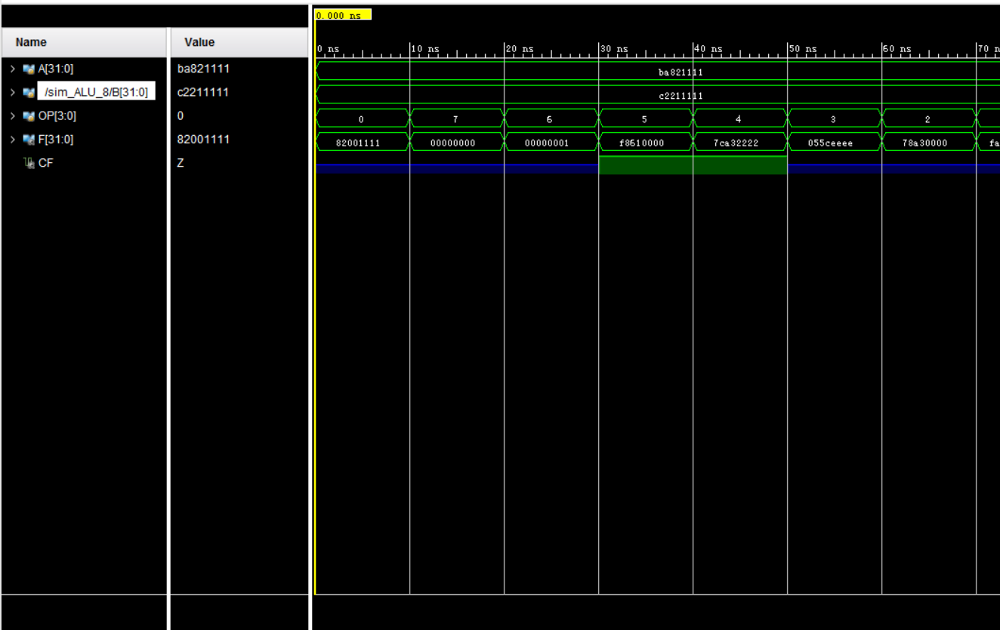 0.000 ns
Name Value
0 ns 10 ns 20 ns 30 ns 40 ns 50 ns 60 ns 70 n
A[31:0] ba821111 ba821111
/sim_ALU_8/B[31:0] c2211111 c2211111
OP[3:0] 0 0 7 6 5 4 3 2
F[31:0] 82001111 82001111 00000000 00000001 f8610000 7ca32222 055ceeee 78a30000 fa
CF Z